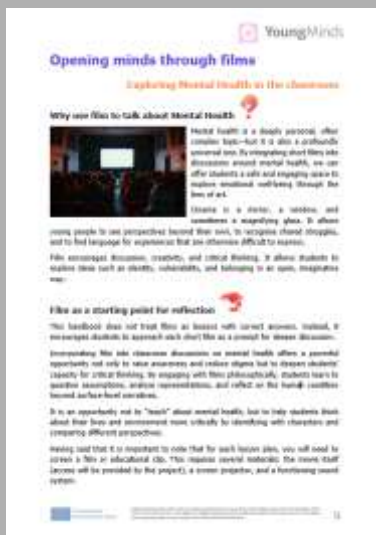 YoungMinds
Opening minds through films
Exploring Mental Health in the classroom
Why use film to talk about Mental Health
Mental health is a deeply personal, often
complex topic—but it is also a profoundly
universal one. By integrating short films into
discussions around mental health, we can
offer students a safe and engaging space to
explore emotional well-being through the
lens of art.
Cinema is a mirror, a window, and
sometimes a magnifying glass. It allows
young people to see perspectives beyond their own, to recognise shared struggles,
and to find language for experiences that are otherwise difficult to express.
Film encourages discussion, creativity, and critical thinking. It allows students to
explore ideas such as identity, vulnerability, and belonging in an open, imaginative
way.
Film as a starting point for reflection
This handbook does not treat films as lessons with correct answers. Instead, it
encourages students to approach each short film as a prompt for deeper discussion.
Incorporating film into classroom discussions on mental health offers a powerful
opportunity not only to raise awareness and reduce stigma but to deepen students'
capacity for critical thinking. By engaging with films philosophically, students learn to
question assumptions, analyse representations, and reflect on the human condition
beyond surface-level narratives.
It is an opportunity not to "teach" about mental health, but to help students think
about their lives and environment more critically by identifying with characters and
comparing different perspectives.
Having said that it is important to note that for each lesson plan, you will need to
screen a film or educational clip. This requires several materials: The movie itself
(access will be provided by the project), a screen projector, and a functioning sound
system.